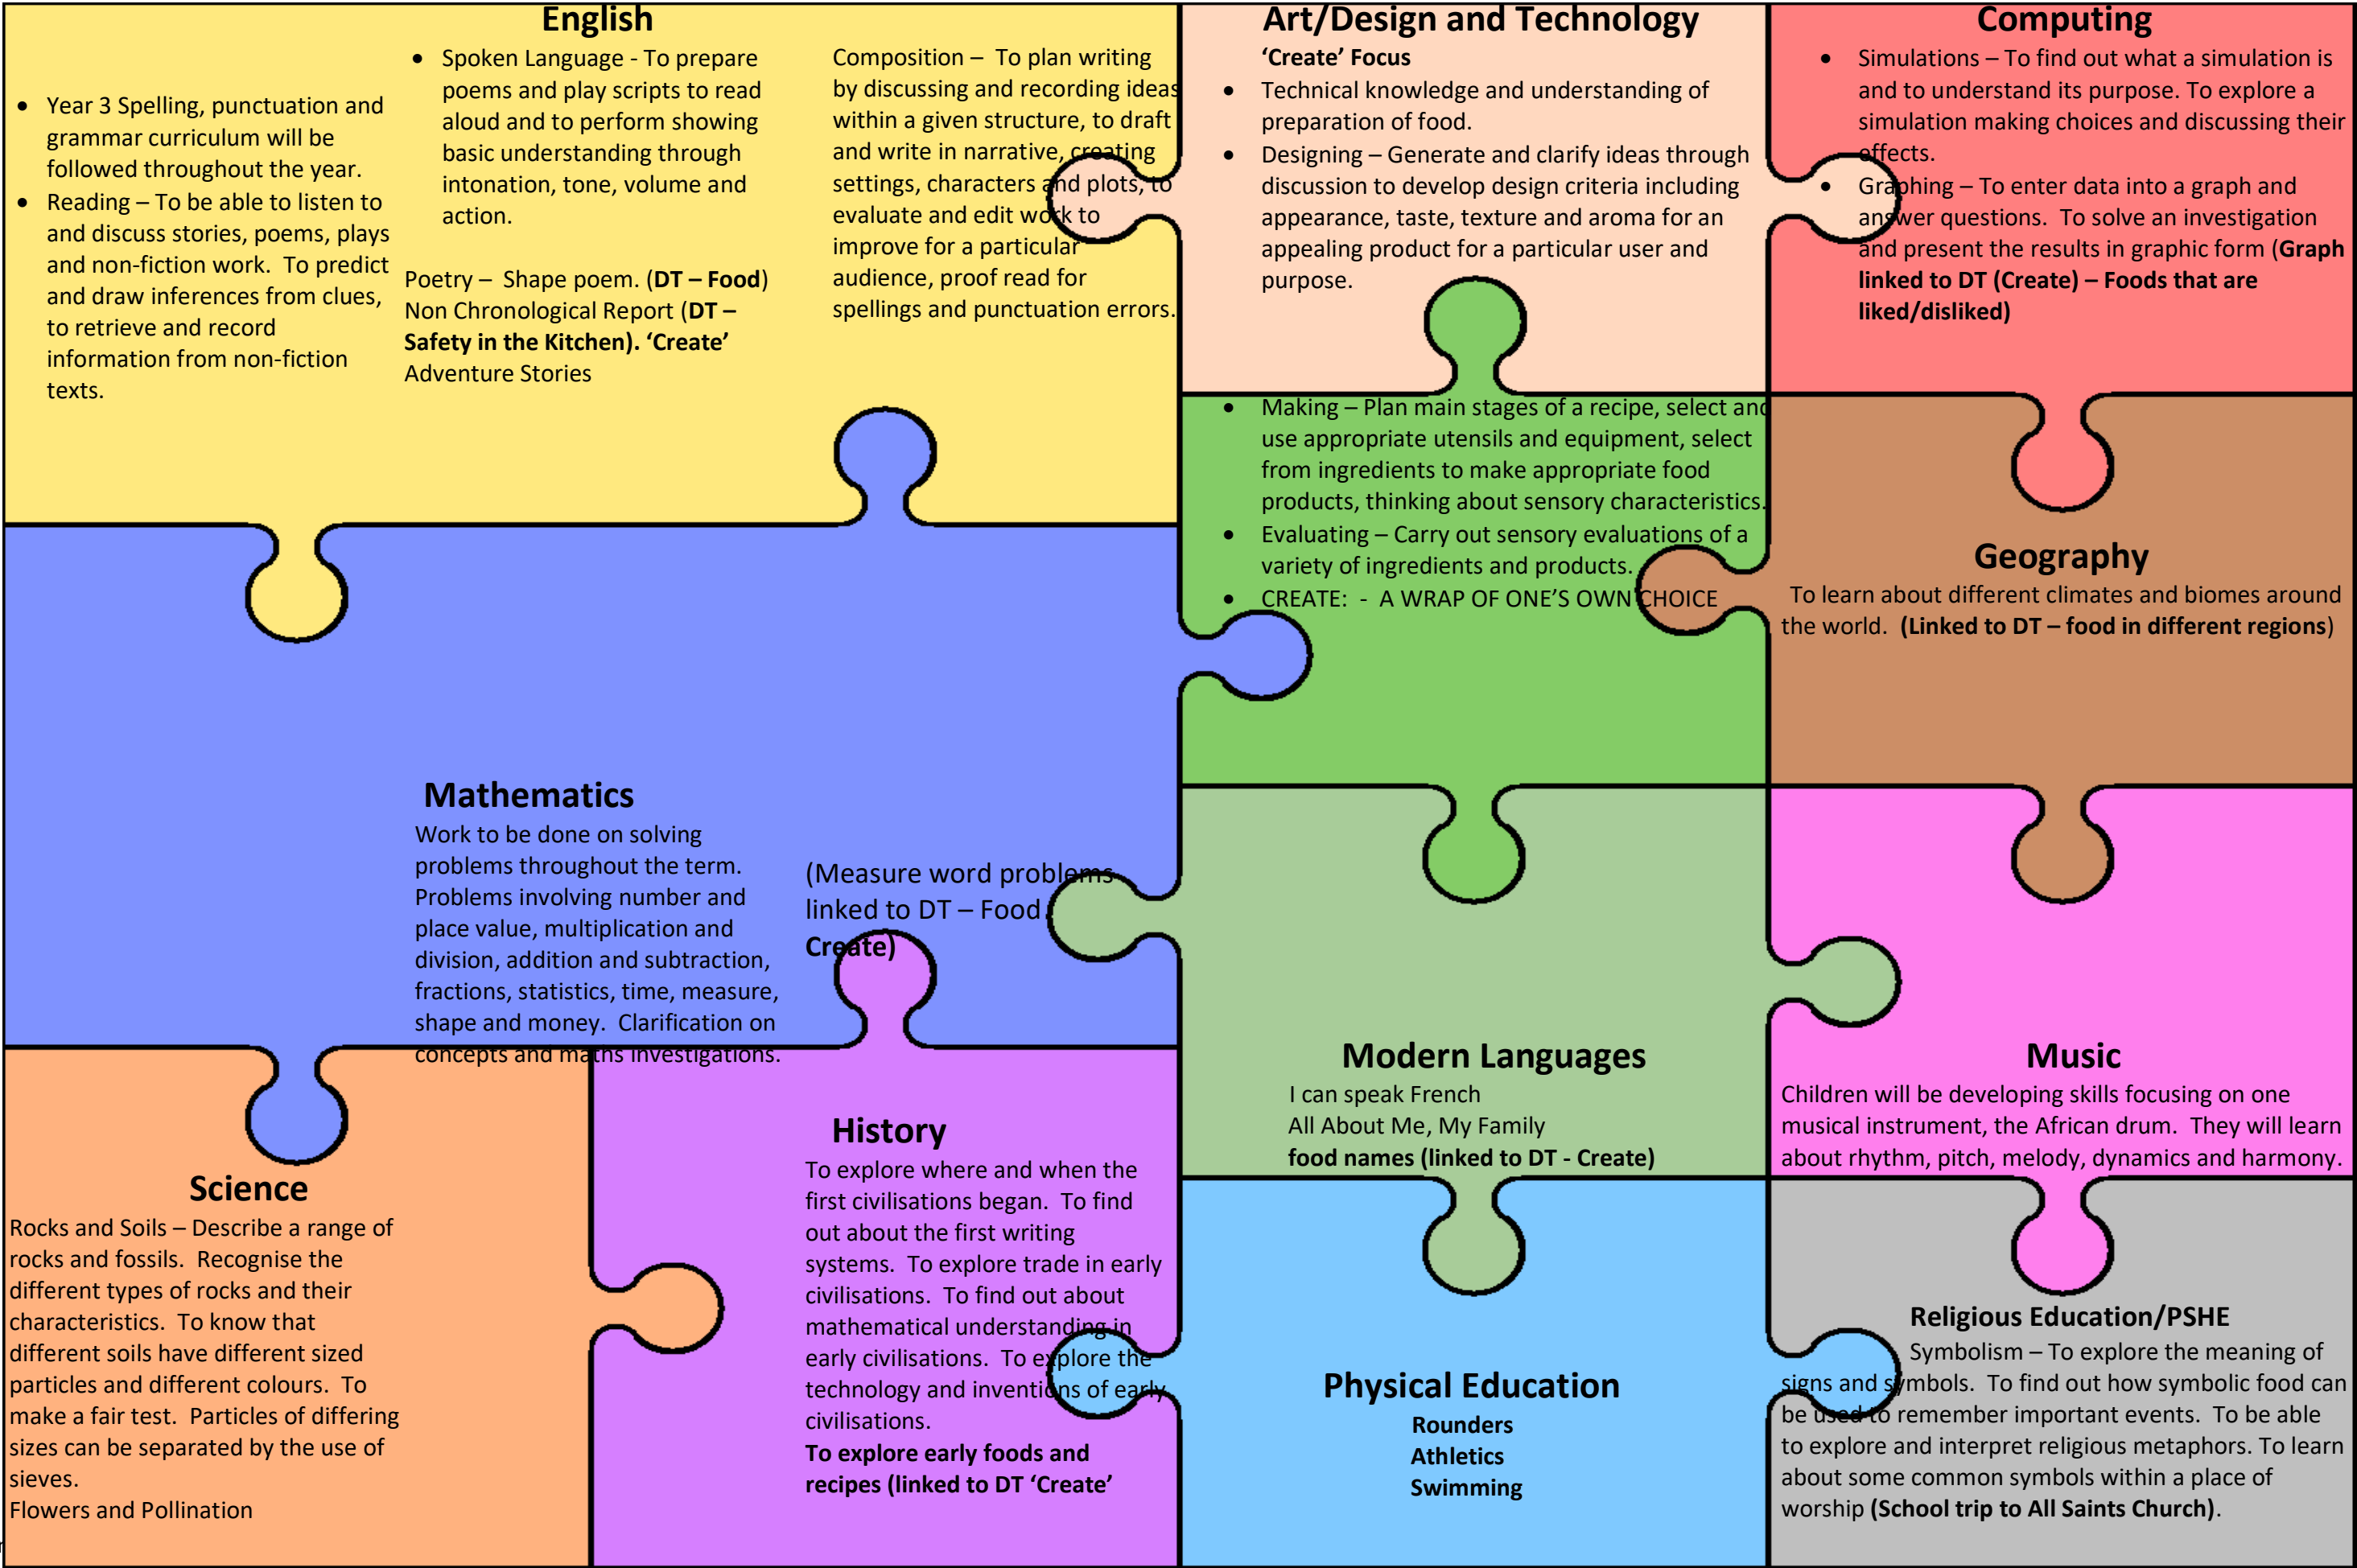 English
• Year 3 Spelling, punctuation and
grammar curriculum will be
followed throughout the year.
• Reading – To be able to listen to
and discuss stories, poems, plays
and non-fiction work.  To predict
and draw inferences from clues,
to retrieve and record
information from non-fiction
texts.
• Spoken Language - To prepare
poems and play scripts to read
aloud and to perform showing
basic understanding through
intonation, tone, volume and
action.
Poetry –  Shape poem. (DT – Food)
Non Chronological Report (DT –
Safety in the Kitchen). ‘Create’
Adventure Stories
Composition –  To plan writing
by discussing and recording ideas
within a given structure, to draft
and write in narrative, creating
settings, characters and plots, to
evaluate and edit work to
improve for a particular
audience, proof read for
spellings and punctuation errors.
Art/Design and Technology
‘Create’ Focus
• Technical knowledge and understanding of
preparation of food.
• Designing – Generate and clarify ideas through
discussion to develop design criteria including
appearance, taste, texture and aroma for an
appealing product for a particular user and
purpose.
• Making – Plan main stages of a recipe, select and
use appropriate utensils and equipment, select
from ingredients to make appropriate food
products, thinking about sensory characteristics.
• Evaluating – Carry out sensory evaluations of a
variety of ingredients and products.
• CREATE:  -  A WRAP OF ONE’S OWN CHOICE
Computing
• Simulations – To find out what a simulation is
and to understand its purpose. To explore a
simulation making choices and discussing their
effects.
• Graphing – To enter data into a graph and
answer questions.  To solve an investigation
and present the results in graphic form (Graph
linked to DT (Create) – Foods that are
liked/disliked)
Geography
To learn about different climates and biomes around
the world.  (Linked to DT – food in different regions)
Mathematics
Work to be done on solving
problems throughout the term.
Problems involving number and
place value, multiplication and
division, addition and subtraction,
fractions, statistics, time, measure,
shape and money.  Clarification on
concepts and maths investigations.
(Measure word problems
linked to DT – Food
Create)
Modern Languages
I can speak French
All About Me, My Family
food names (linked to DT - Create)
Music
Children will be developing skills focusing on one
musical instrument, the African drum.  They will learn
about rhythm, pitch, melody, dynamics and harmony.
Science
Rocks and Soils – Describe a range of
rocks and fossils.  Recognise the
different types of rocks and their
characteristics.  To know that
different soils have different sized
particles and different colours.  To
make a fair test.  Particles of differing
sizes can be separated by the use of
sieves.
Flowers and Pollination
History
To explore where and when the
first civilisations began.  To find
out about the first writing
systems.  To explore trade in early
civilisations.  To find out about
mathematical understanding in
early civilisations.  To explore the
technology and inventions of early
civilisations.
To explore early foods and
recipes (linked to DT ‘Create’
Physical Education
Rounders
Athletics
Swimming
Religious Education/PSHE
Symbolism – To explore the meaning of
signs and symbols.  To find out how symbolic food can
be used to remember important events.  To be able
to explore and interpret religious metaphors. To learn
about some common symbols within a place of
worship (School trip to All Saints Church).